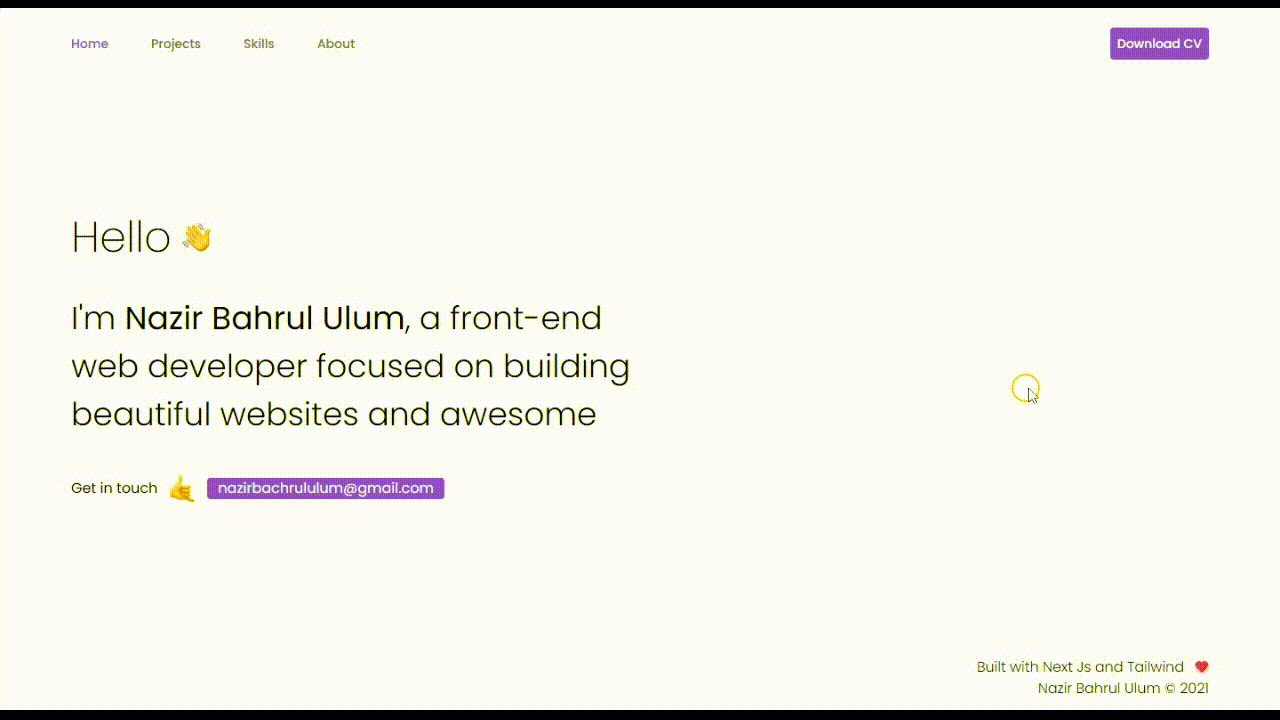 Home Projects Skills About Download CV
Hello 👋
I'm Nazir Bahrul Ulum, a front-end
web developer focused on building
beautiful websites and awesome
Get in touch 🤙 nazirbachrululum@gmail.com
Built with Next Js and Tailwind ❤️
Nazir Bahrul Ulum © 2021